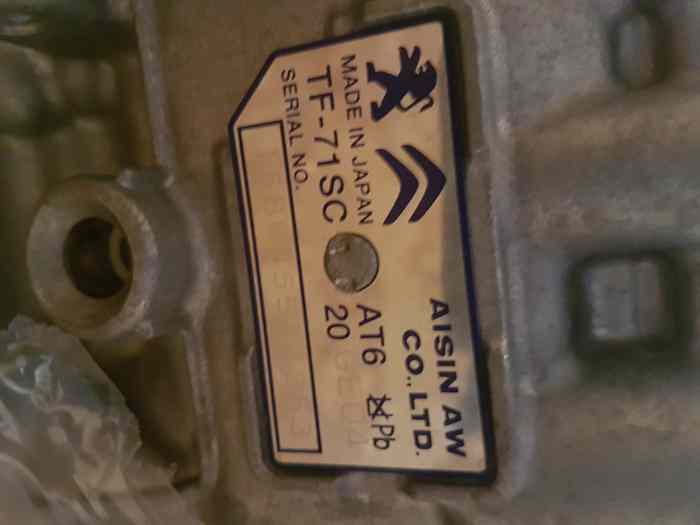 AISIN AW
CO., LTD.
MADE IN JAPAN
AT6
Pb
TF-71SC
20
SERIAL NO.